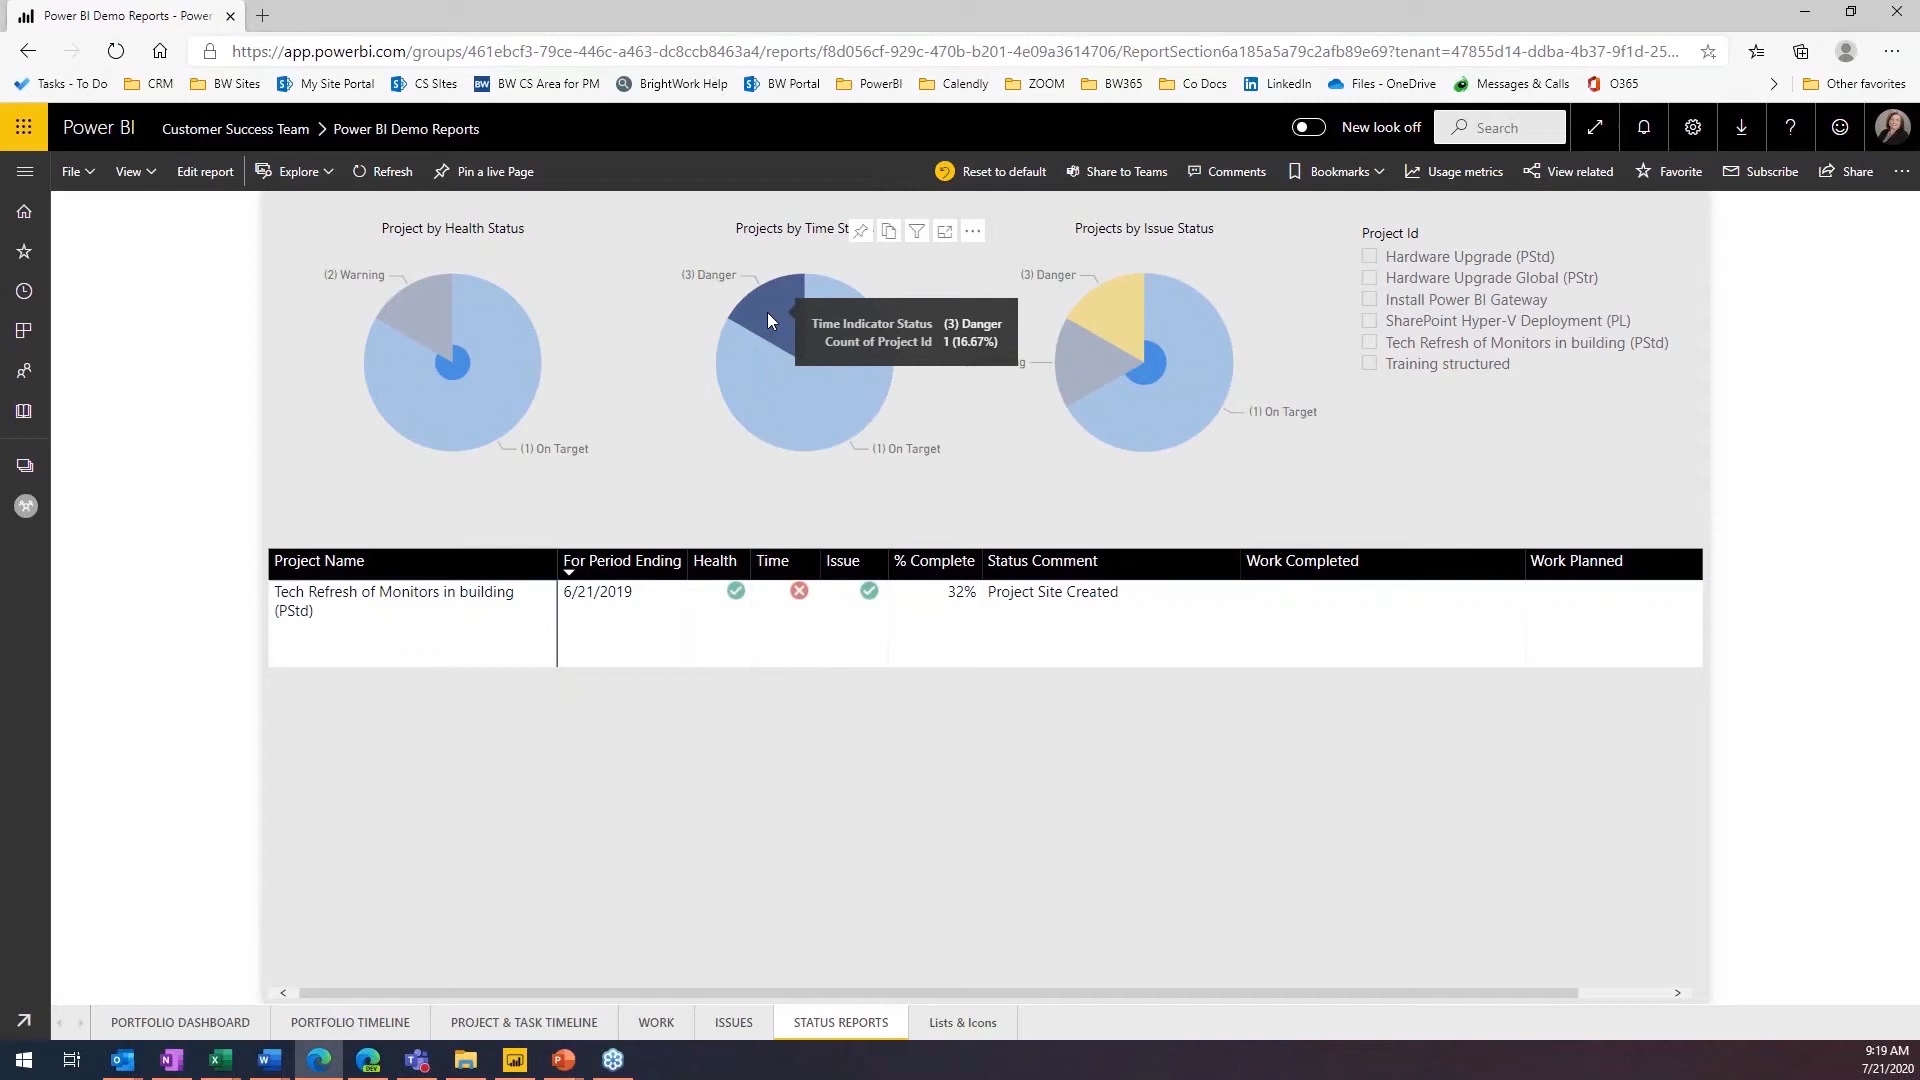 Power BI Demo Reports - Power
https://app.powerbi.com/groups/461ebcf3-79ce-446c-a463-dc8ccb8463a4/reports/f8d056cf-929c-470b-b201-4e09a3614706/ReportSection6a185a5a79c2afb89e69?tenant=47855d14-ddba-4b37-9f1d-25...
Tasks - To Do CRM BW Sites My Site Portal CS SItes BW BW CS Area for PM BrightWork Help BW Portal PowerBI Calendly ZOOM BW365 Co Docs LinkedIn Files - OneDrive Messages & Calls O365 Other favorites
Power BI Customer Success Team Power BI Demo Reports New look off Search
File View Edit report Explore Refresh Pin a live Page Reset to default Share to Teams Comments Bookmarks Usage metrics View related Favorite Subscribe Share
Project by Health Status
(2) Warning
(1) On Target
Projects by Time St
(3) Danger
(1) On Target
Time Indicator Status (3) Danger
Count of Project Id 1 (16.67%)
Projects by Issue Status
(3) Danger
(1) On Target
Project Id
Hardware Upgrade (PStd)
Hardware Upgrade Global (PStr)
Install Power BI Gateway
SharePoint Hyper-V Deployment (PL)
Tech Refresh of Monitors in building (PStd)
Training structured
Project Name For Period Ending Health Time Issue % Complete Status Comment Work Completed Work Planned
Tech Refresh of Monitors in building 6/21/2019 32% Project Site Created
(PStd)
PORTFOLIO DASHBOARD PORTFOLIO TIMELINE PROJECT & TASK TIMELINE WORK ISSUES STATUS REPORTS Lists & Icons
9:19 AM
7/21/2020